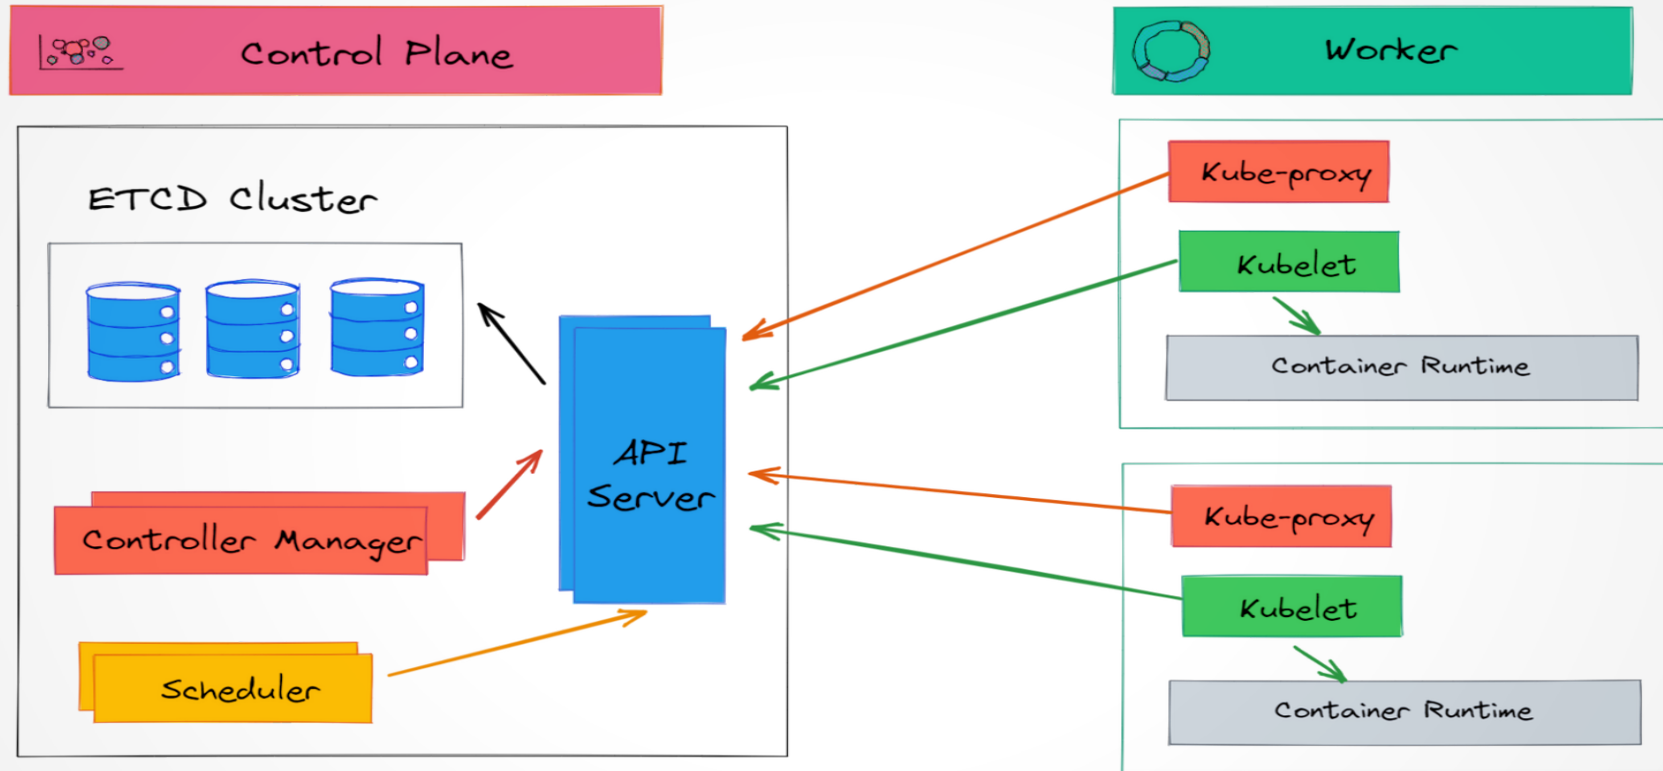 Control Plane
Worker
ETCD Cluster
API
Server
Controller Manager
Scheduler
Kube-proxy
Kubelet
Container Runtime
Kube-proxy
Kubelet
Container Runtime